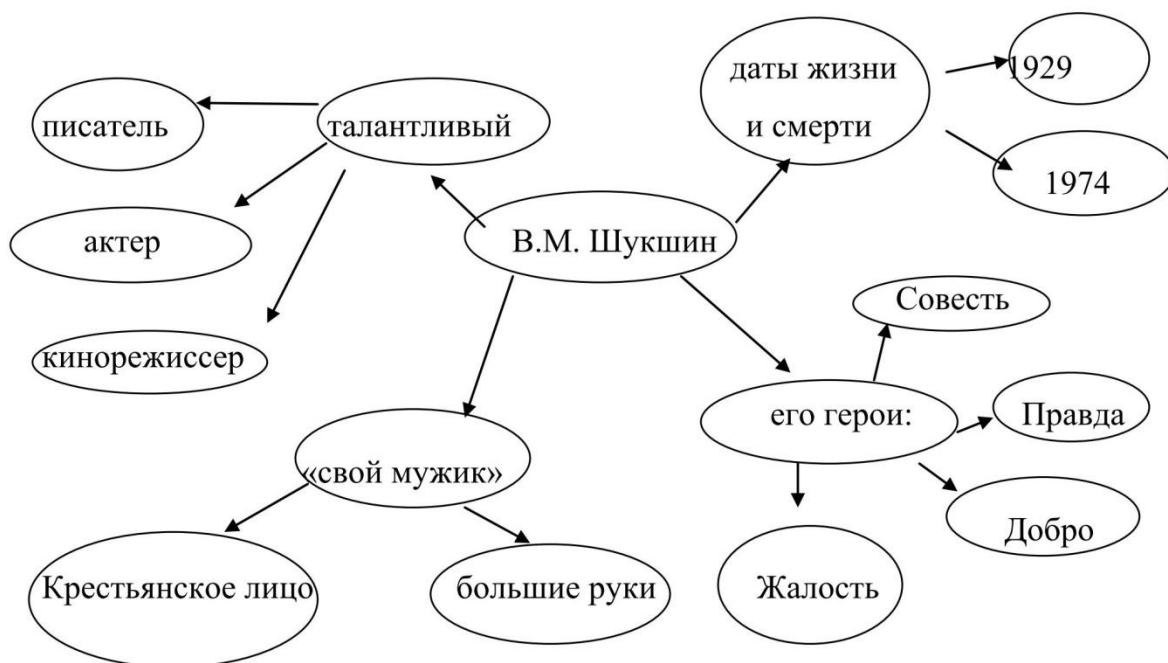 даты жизни
и смерти
1929
1974
писатель
талантливый
актер
В.М. Шукшин
кинорежиссер
Совесть
его герои:
Правда
Добро
Жалость
«свой мужик»
Крестьянское лицо
большие руки